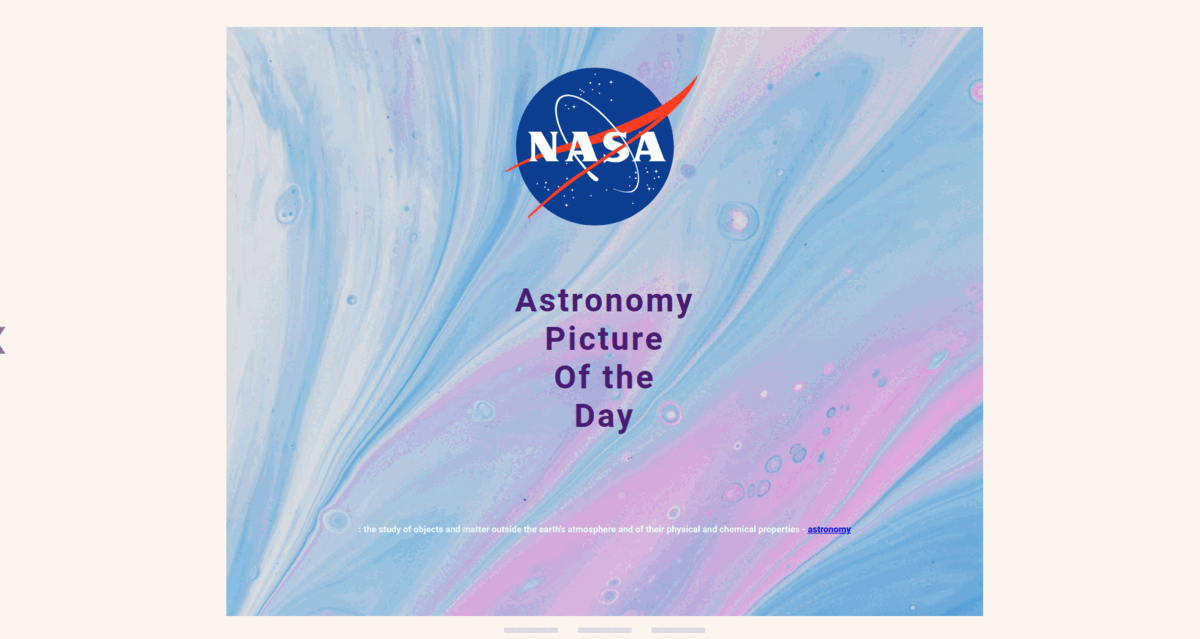 NASA
Astronomy
Picture
Of the
Day
: the study of objects and matter outside the earth's atmosphere and of their physical and chemical properties - astronomy